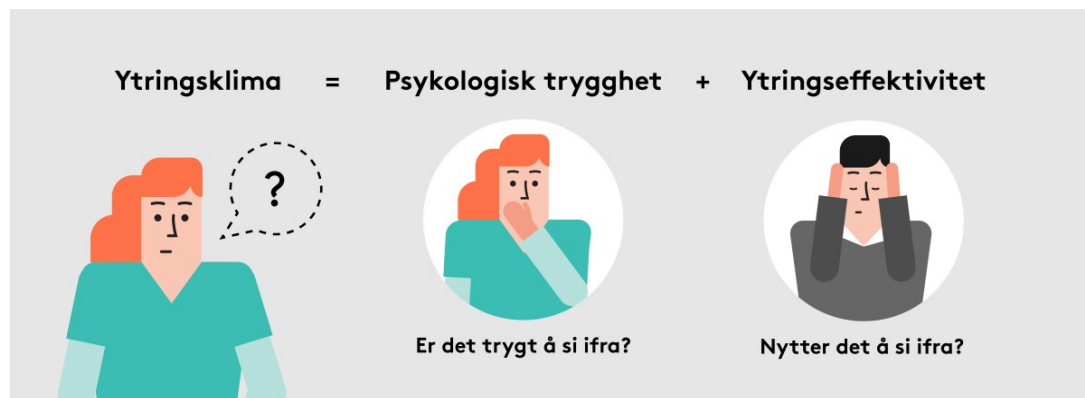 Ytringsklima = Psykologisk trygghet + Ytringseffektivitet
?
Er det trygt å si ifra?
Nytter det å si ifra?